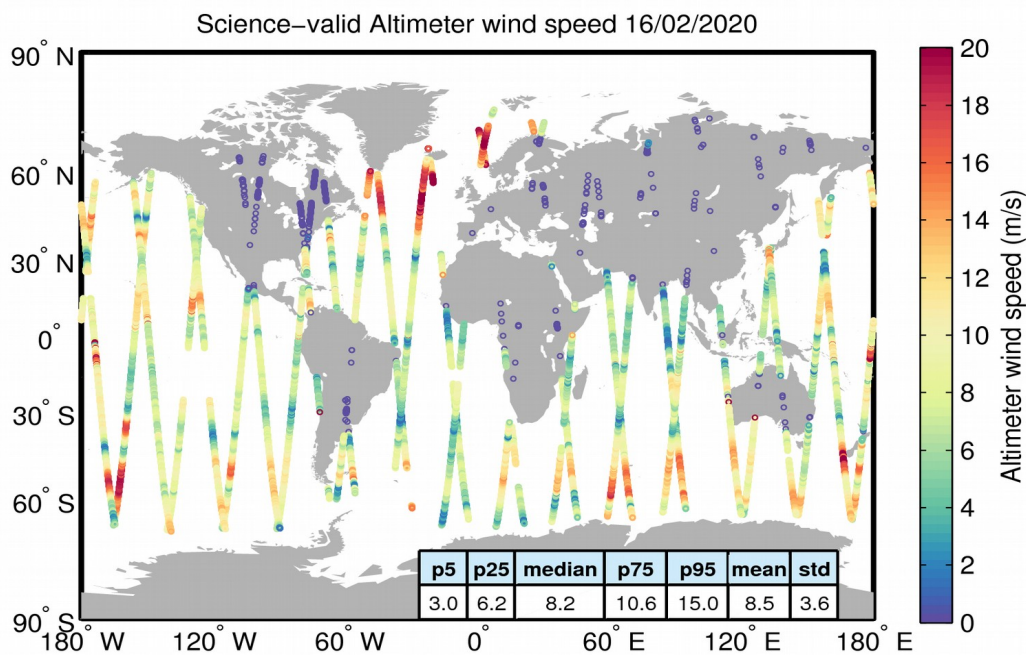 Science−valid Altimeter wind speed 16/02/2020
90° N
60° N
30° N
0°
30° S
60° S
90° S
180° W
120° W
60° W
0°
60° E
120° E
180° E
p5 p25 median p75 p95 mean std
3.0 6.2 8.2 10.6 15.0 8.5 3.6
20
18
16
14
12
10
8
6
4
2
0
Altimeter wind speed (m/s)